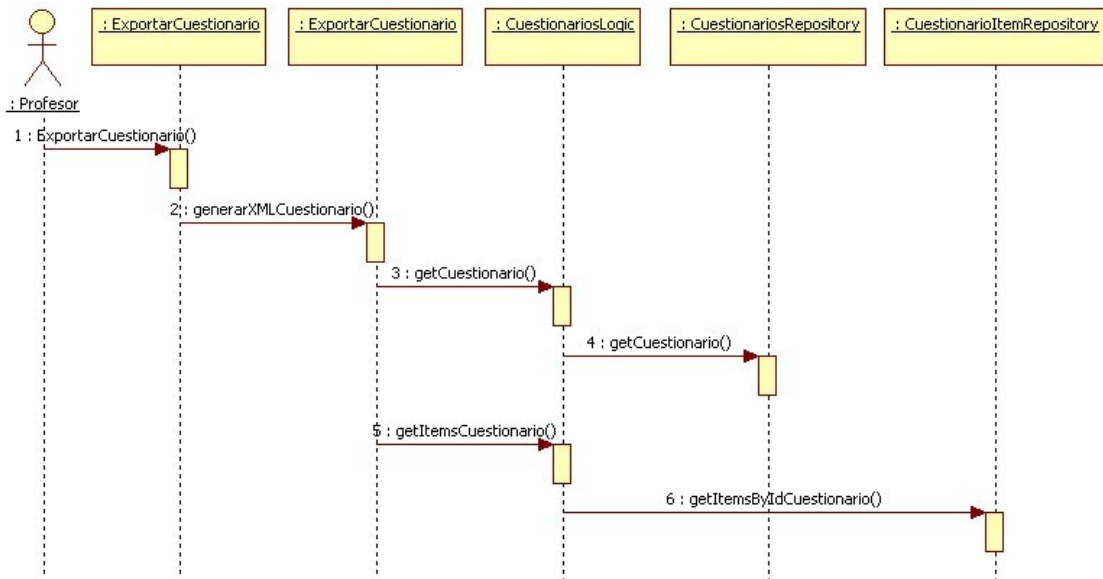 : ExportarCuestionario
: ExportarCuestionario
: CuestionariosLogic
: CuestionariosRepository
: CuestionarioItemRepository
: Profesor
1 : ExportarCuestionario()
2 : generarXMLCuestionario()
3 : getCuestionario()
4 : getCuestionario()
5 : getItemsCuestionario()
6 : getItemsByIdCuestionario()